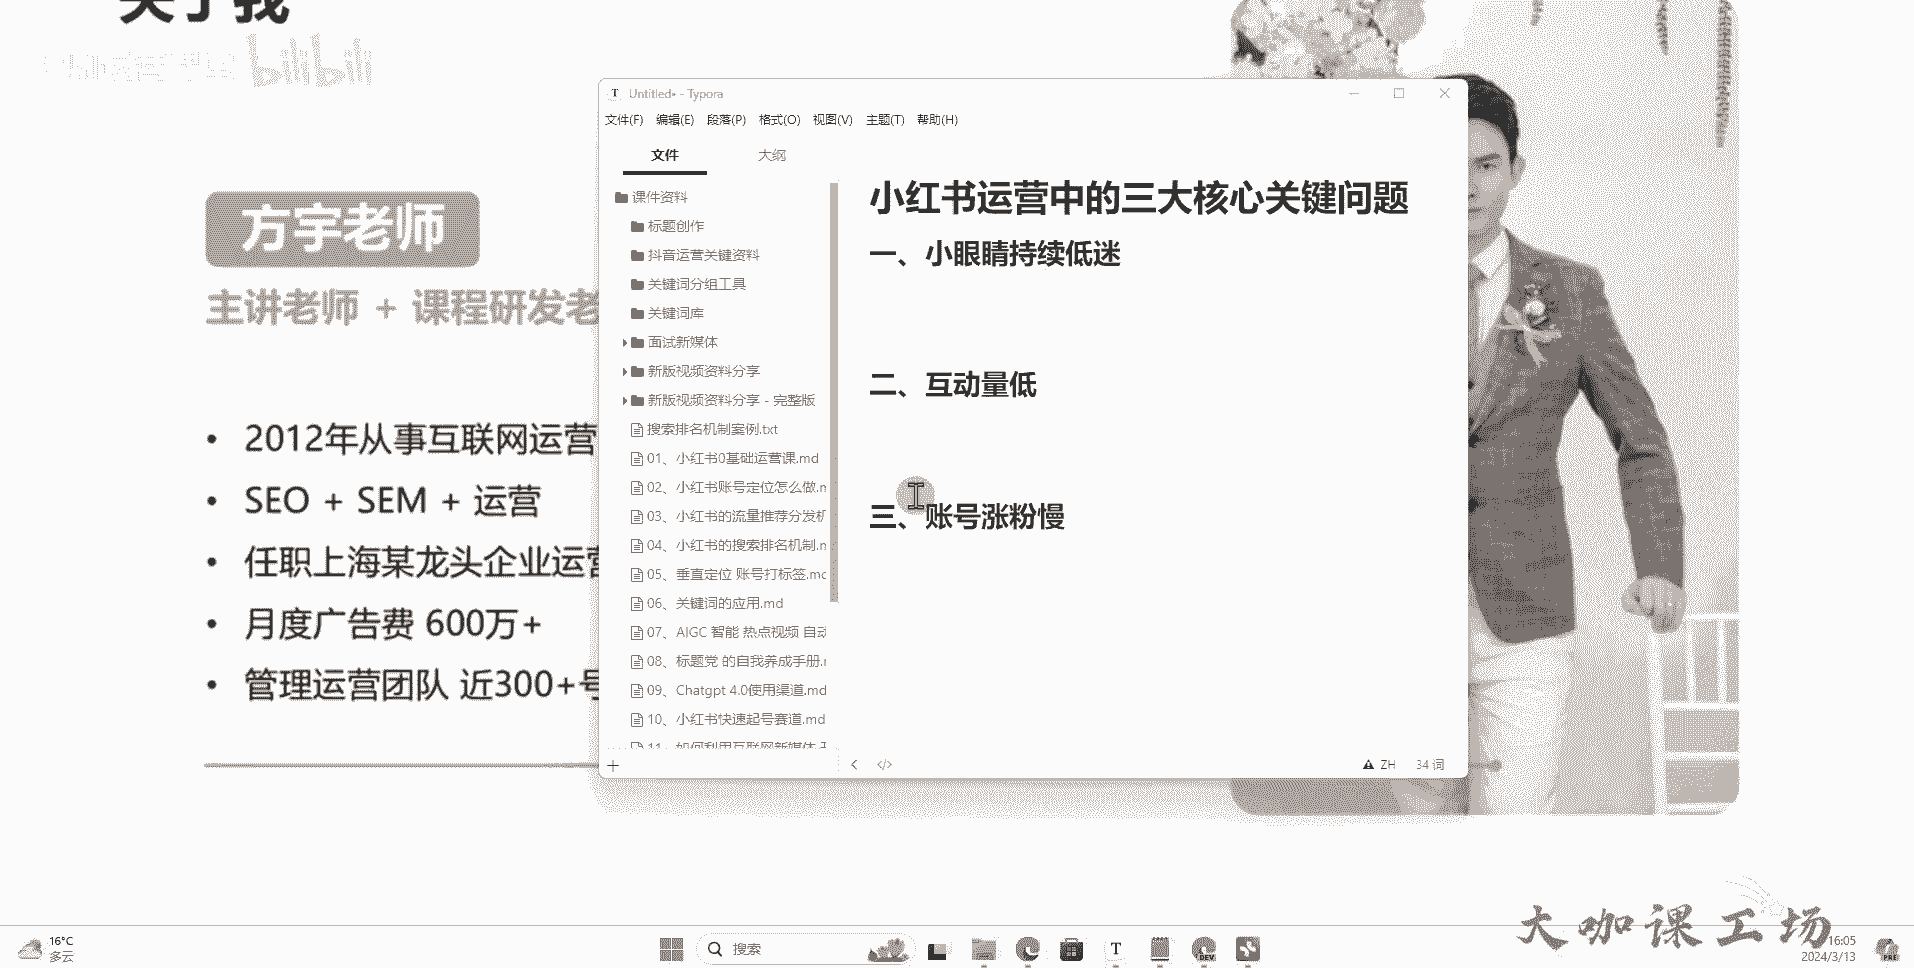 关于我
bilibili
方宇老师
主讲老师 + 课程研发老
• 2012年从事互联网运营
• SEO + SEM + 运营
• 任职上海某龙头企业运营
• 月度广告费 600万+
• 管理运营团队 近300+号
Untitled• - Typora
文件(F) 编辑(E) 段落(P) 格式(O) 视图(V) 主题(T) 帮助(H)
文件 大纲
课件资料
标题创作
抖音运营关键资料
关键词分组工具
关键词库
面试新媒体
新版视频资料分享
新版视频资料分享 - 完整版
搜索排名机制案例.txt
01、小红书0基础运营课.md
02、小红书账号定位怎么做.m
03、小红书的流量推荐分发机
04、小红书的搜索排名机制.m
05、垂直定位 账号打标签.md
06、关键词的应用.md
07、AIGC 智能 热点视频 自动
08、标题党 的自我养成手册.m
09、Chatgpt 4.0使用渠道.md
10、小红书快速起号赛道.md
11、如何利用互联网新媒体
小红书运营中的三大核心关键问题
一、小眼睛持续低迷
二、互动量低
三、账号涨粉慢
ZH 34 词
16°C
多云
搜索
T
DEV
大咖课工场
16:05
2024/3/13
PRE